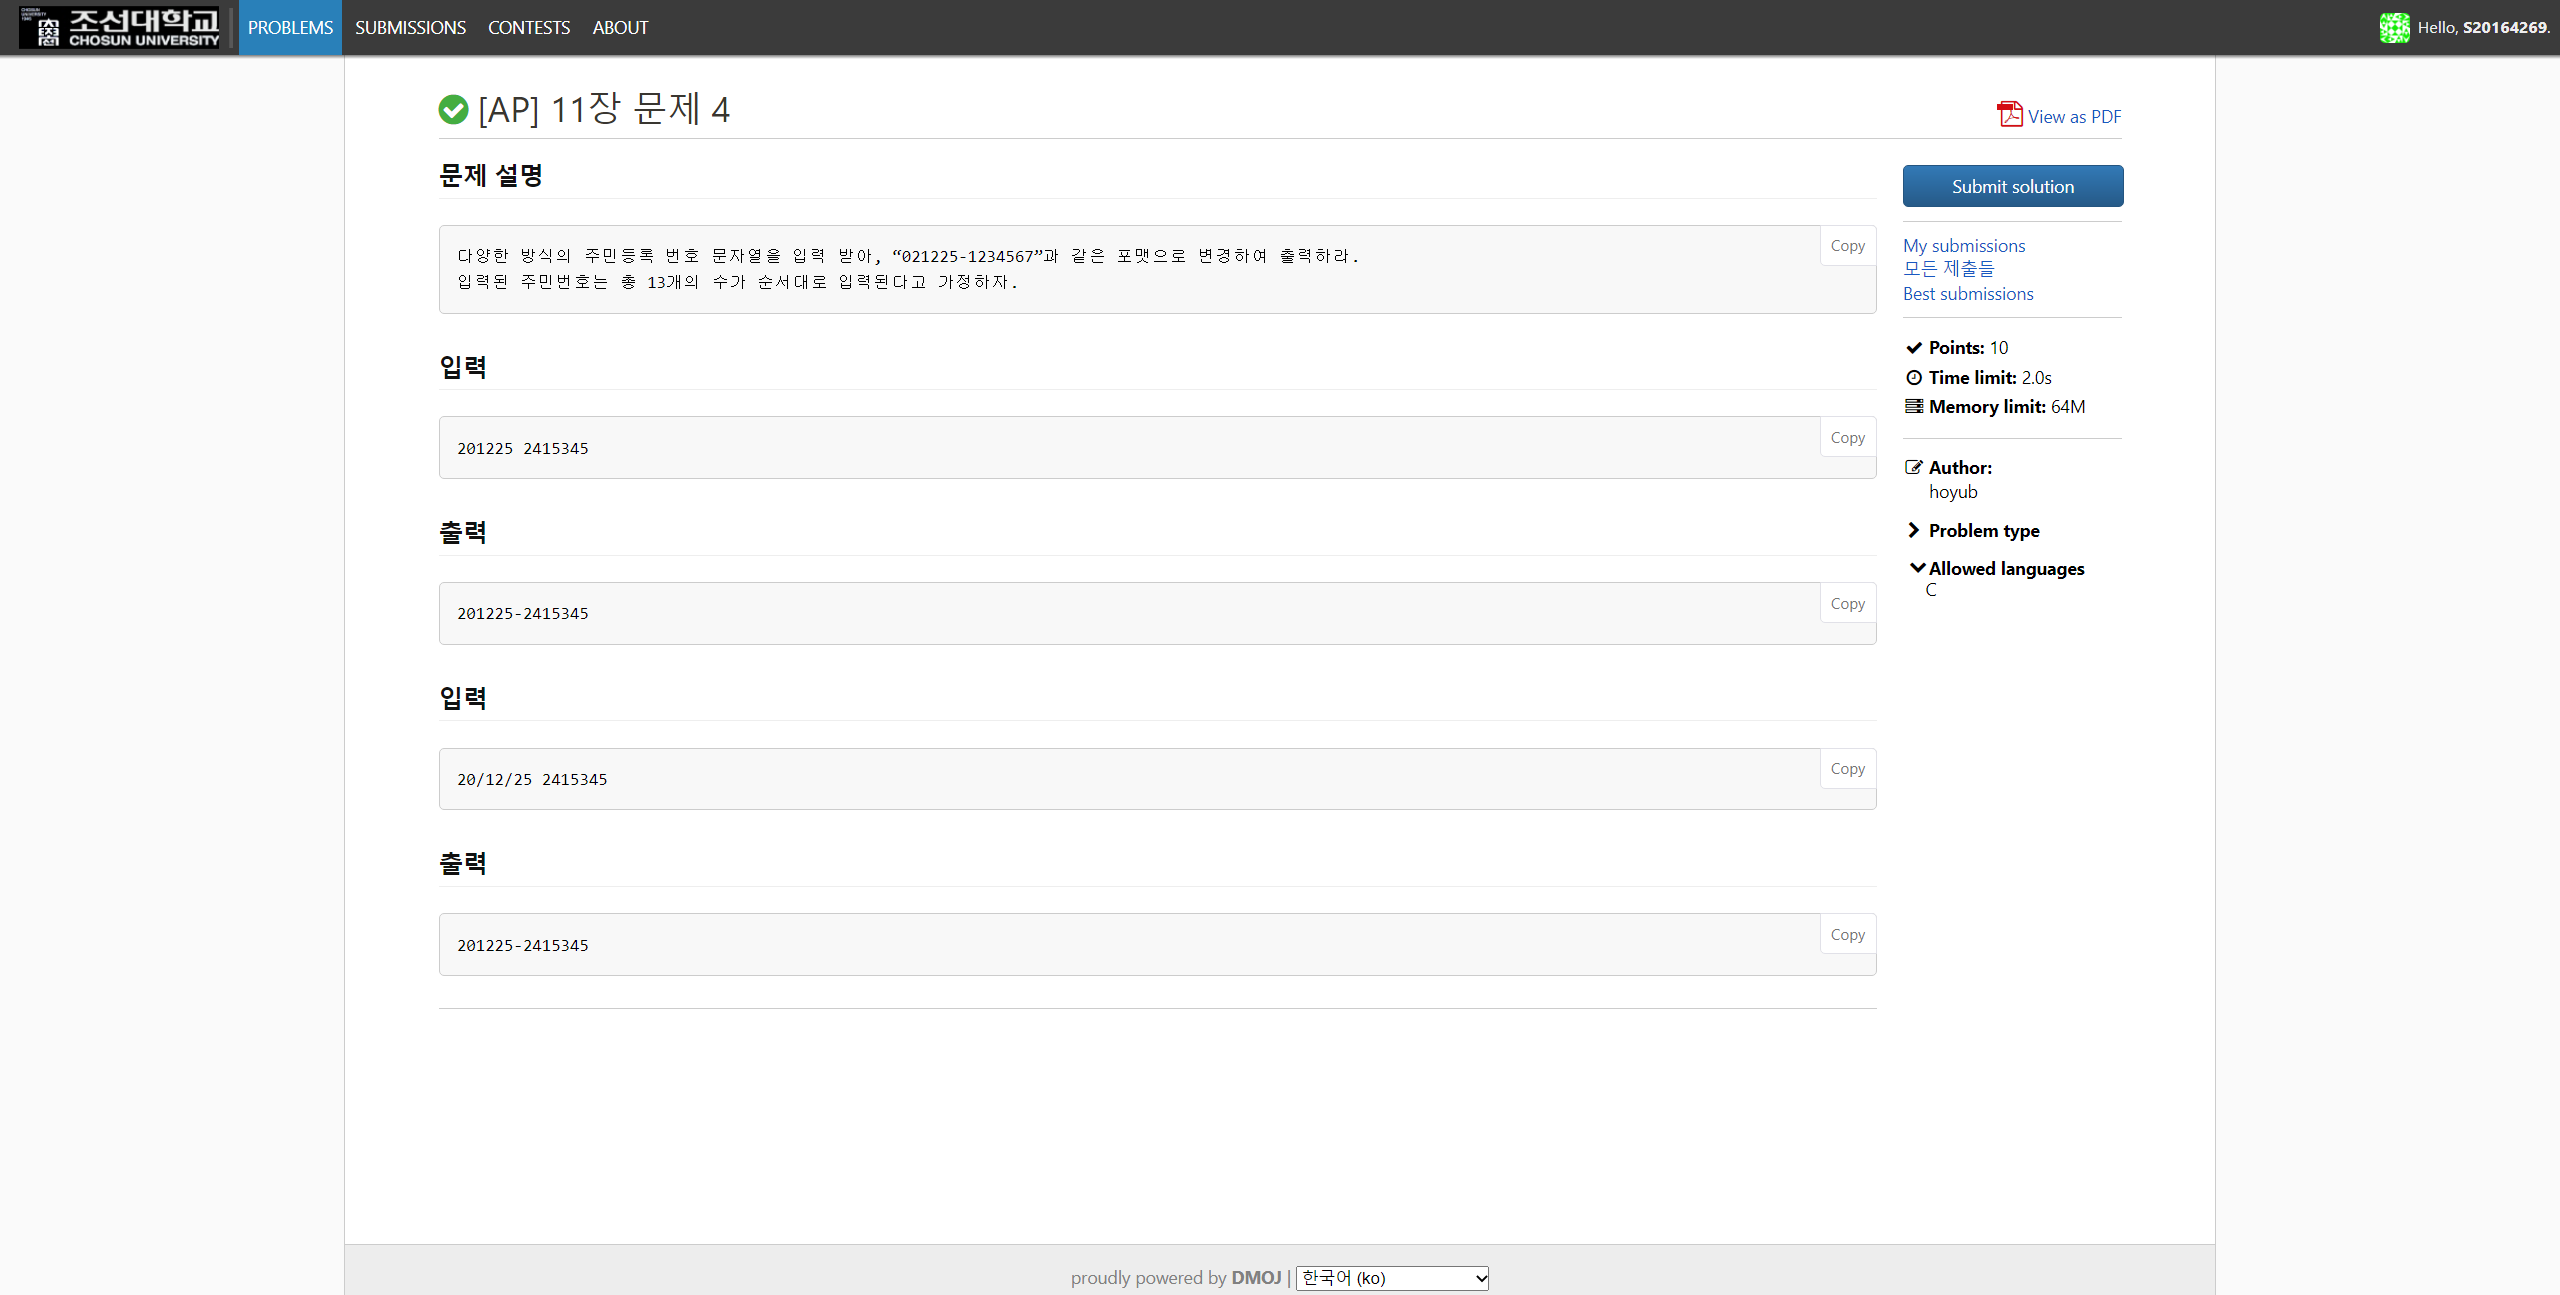 조선대학교
CHOSUN UNIVERSITY
PROBLEMS SUBMISSIONS CONTESTS ABOUT
Hello, S20164269.
[AP] 11장 문제 4
View as PDF
문제 설명
Copy
다양한 방식의 주민등록 번호 문자열을 입력 받아, “021225-1234567”과 같은 포맷으로 변경하여 출력하라.
입력된 주민번호는 총 13개의 수가 순서대로 입력된다고 가정하자.
입력
Copy
201225 2415345
출력
Copy
201225-2415345
입력
Copy
20/12/25 2415345
출력
Copy
201225-2415345
Submit solution
My submissions
모든 제출들
Best submissions
Points: 10
Time limit: 2.0s
Memory limit: 64M
Author:
hoyub
Problem type
Allowed languages
C
proudly powered by DMOJ | 한국어 (ko)